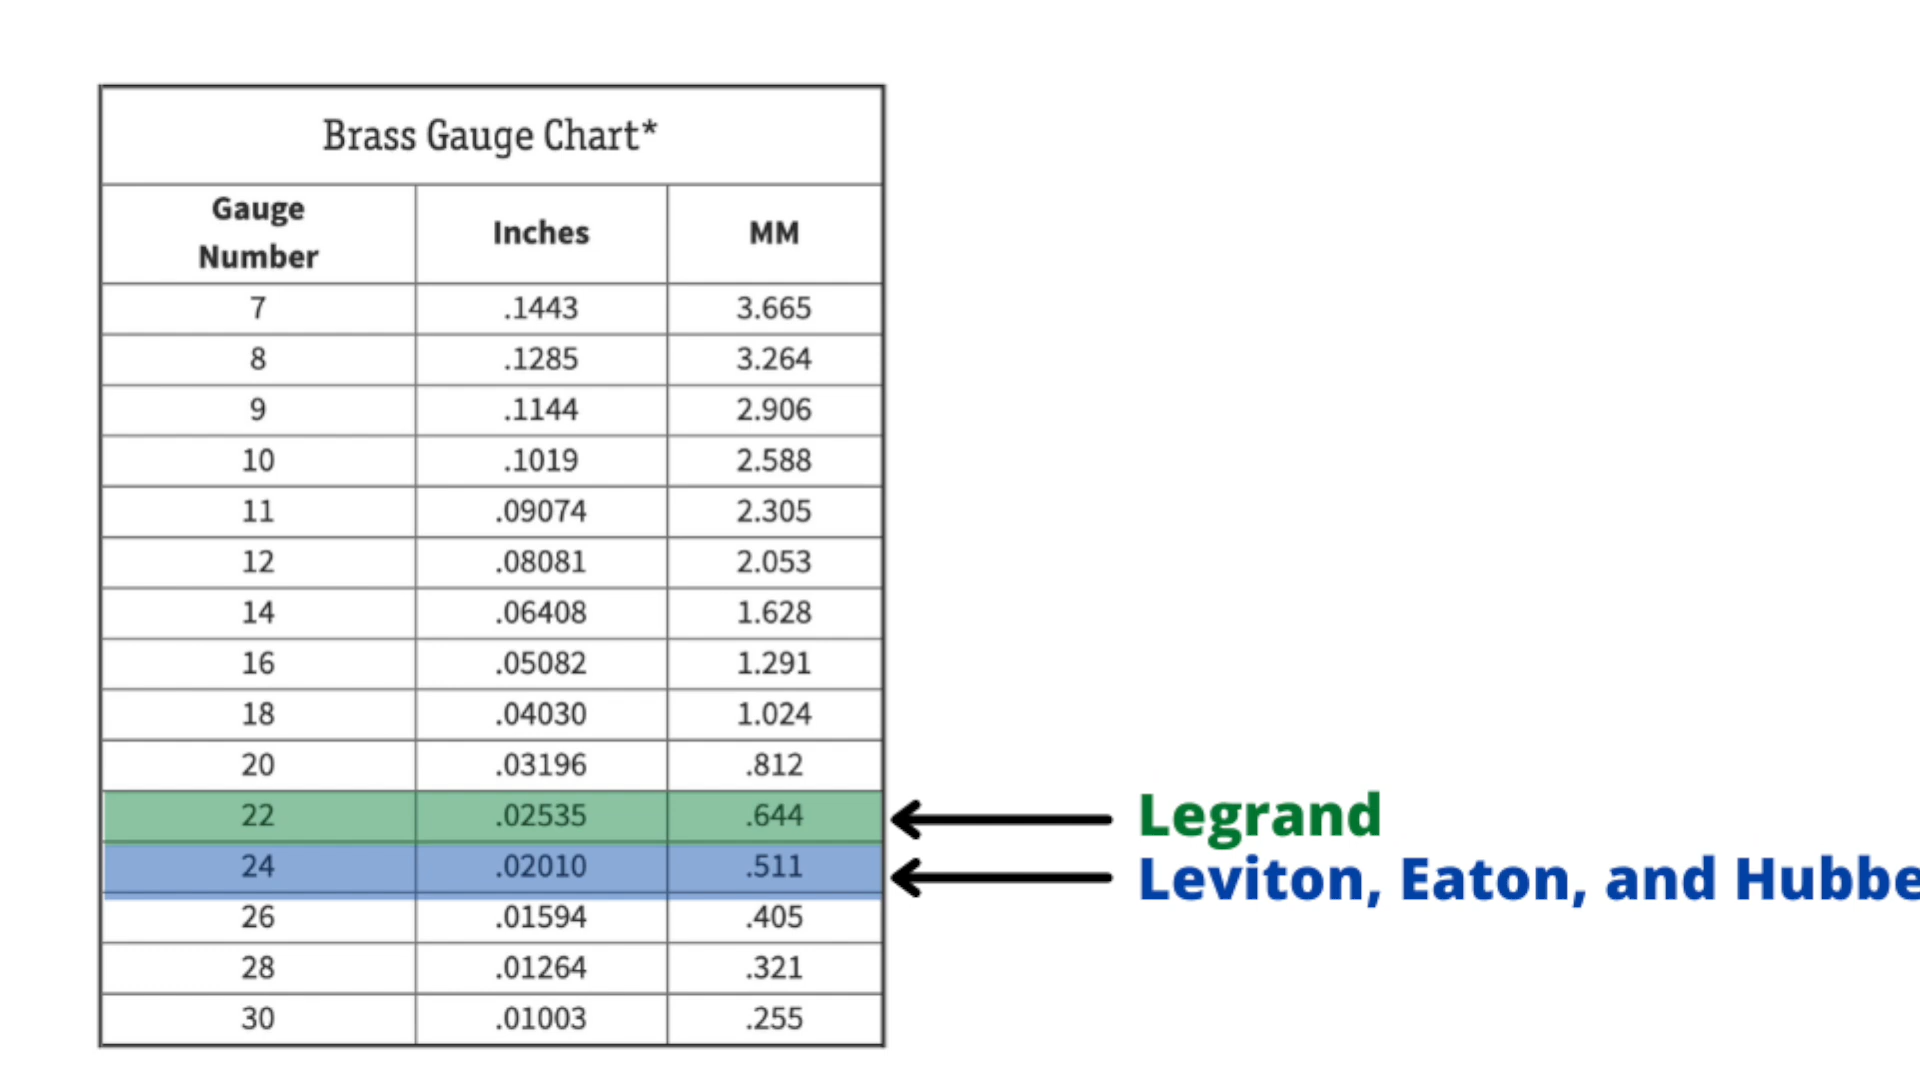 Brass Gauge Chart*
Gauge Number Inches MM
7 .1443 3.665
8 .1285 3.264
9 .1144 2.906
10 .1019 2.588
11 .09074 2.305
12 .08081 2.053
14 .06408 1.628
16 .05082 1.291
18 .04030 1.024
20 .03196 .812
22 .02535 .644 Legrand
24 .02010 .511 Leviton, Eaton, and Hubbe
26 .01594 .405
28 .01264 .321
30 .01003 .255